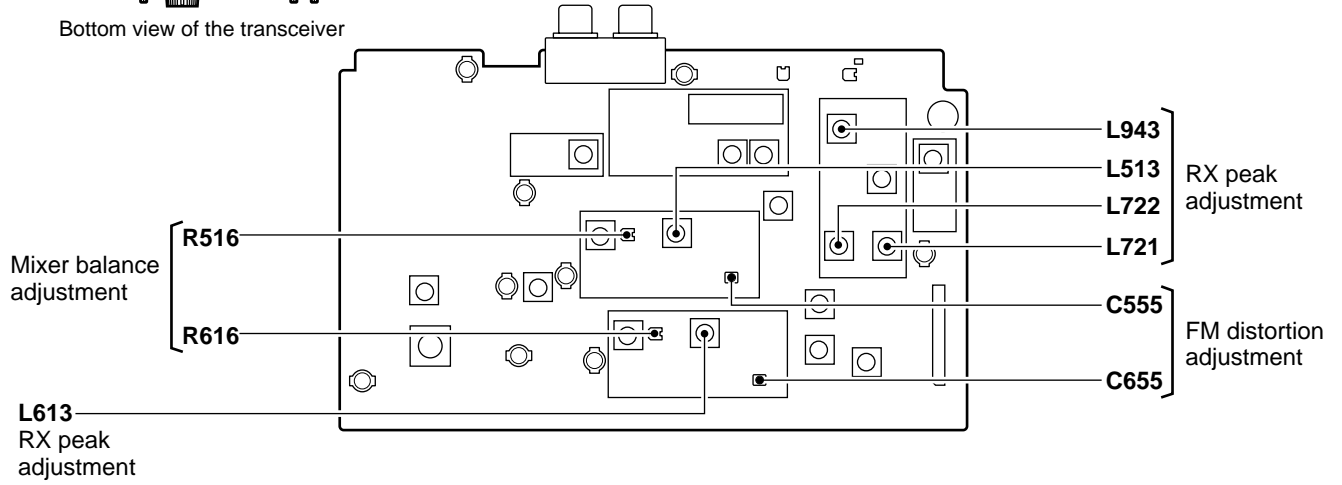 Bottom view of the transceiver
L943
L513
L722
L721
RX peak
adjustment
R516
R616
Mixer balance
adjustment
C555
C655
FM distortion
adjustment
L613
RX peak
adjustment